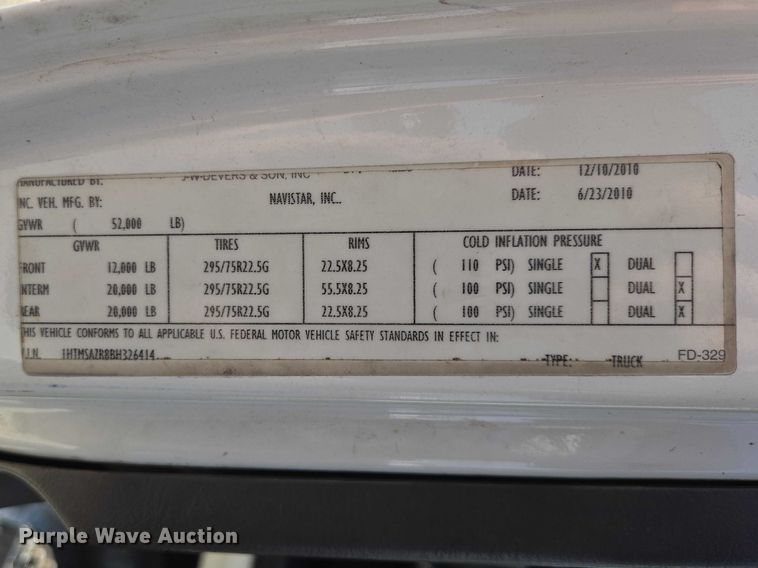 MANUFACTURED BY: J-W-DEVERS & SON, INC DATE: 12/10/2010
INC. VEH. MFG. BY: NAVISTAR, INC.. DATE: 6/23/2010
GVWR ( 52,000 LB)
GVWR TIRES RIMS COLD INFLATION PRESSURE
FRONT 12,000 LB 295/75R22.5G 22.5X8.25 ( 110 PSI) SINGLE X DUAL
INTERM 20,000 LB 295/75R22.5G 55.5X8.25 ( 100 PSI) SINGLE DUAL X
REAR 20,000 LB 295/75R22.5G 22.5X8.25 ( 100 PSI) SINGLE DUAL X
THIS VEHICLE CONFORMS TO ALL APPLICABLE U.S. FEDERAL MOTOR VEHICLE SAFETY STANDARDS IN EFFECT IN:
V.I.N. 1HTMSAZR8BH326414 TYPE: TRUCK FD-329
Purple Wave Auction